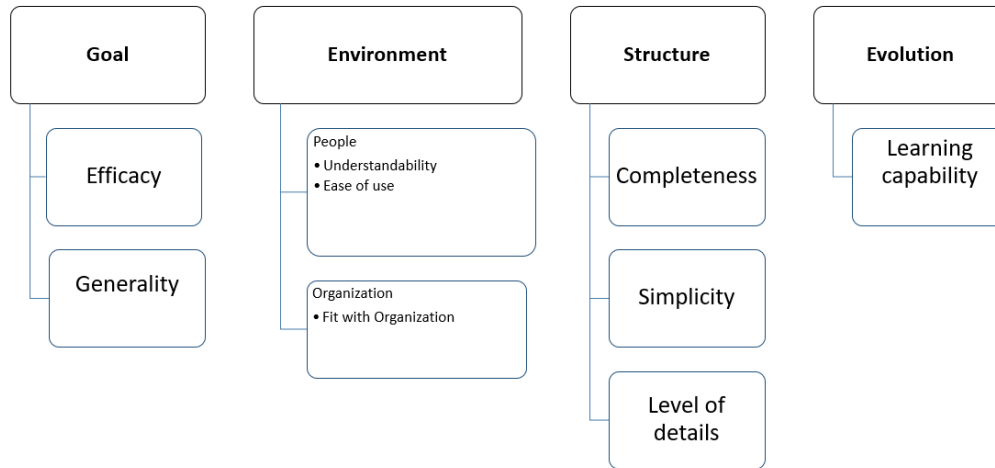 Goal
Efficacy
Generality
Environment
People
• Understandability
• Ease of use
Organization
• Fit with Organization
Structure
Completeness
Simplicity
Level of
details
Evolution
Learning
capability